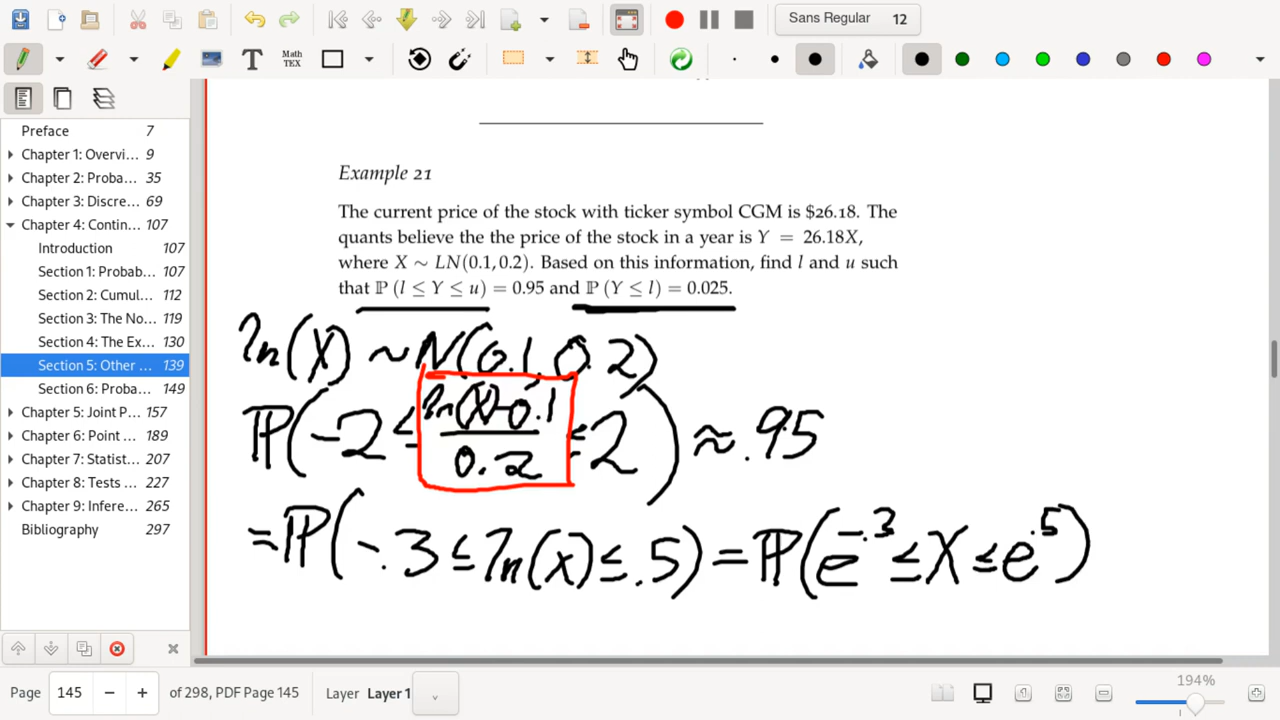 Sans Regular 12
T Math TEX
Preface 7
Chapter 1: Overvi... 9
Chapter 2: Proba... 35
Chapter 3: Discre... 69
Chapter 4: Contin... 107
Introduction 107
Section 1: Probab... 107
Section 2: Cumul... 112
Section 3: The No... 119
Section 4: The Ex... 130
Section 5: Other ... 139
Section 6: Proba... 149
Chapter 5: Joint P... 157
Chapter 6: Point ... 189
Chapter 7: Statist... 207
Chapter 8: Tests ... 227
Chapter 9: Infere... 265
Bibliography 297
Example 21
The current price of the stock with ticker symbol CGM is $26.18. The
quants believe the the price of the stock in a year is Y = 26.18X,
where X ~ LN(0.1, 0.2). Based on this information, find l and u such
that ℙ (l ≤ Y ≤ u) = 0.95 and ℙ (Y ≤ l) = 0.025.
ln(X) ~ N(0.1, 0.2)
ℙ(-2 ≤ (ln(X)-0.1)/0.2 ≤ 2) ≈ .95
= ℙ(-.3 ≤ ln(X) ≤ .5) = ℙ(e^-.3 ≤ X ≤ e^.5)
Page 145 - + of 298, PDF Page 145 Layer Layer 1 194%